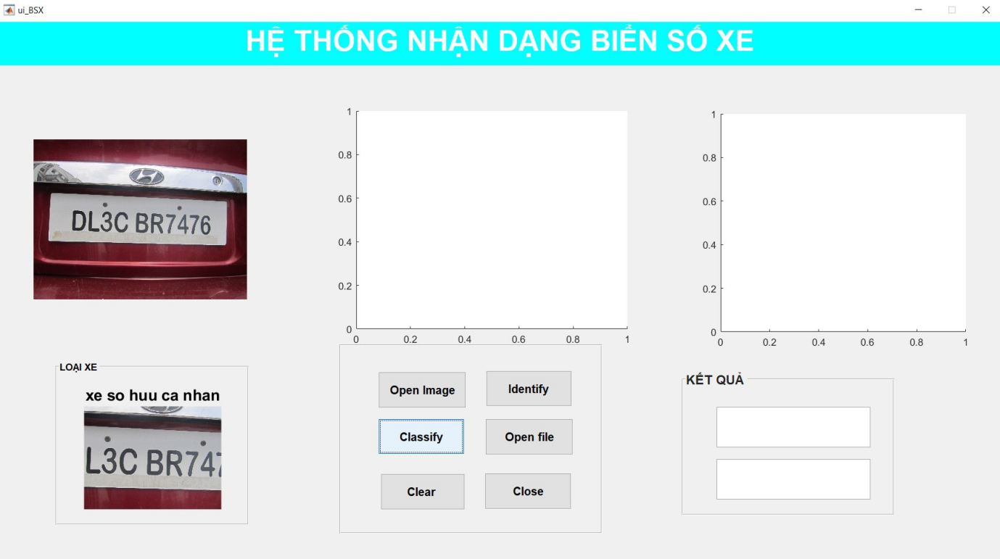 ui_BSX
HỆ THỐNG NHẬN DẠNG BIỂN SỐ XE
DL3C BR7476
1
0.8
0.6
0.4
0.2
0
0 0.2 0.4 0.6 0.8 1
1
0.8
0.6
0.4
0.2
0
0 0.2 0.4 0.6 0.8 1
LOẠI XE
xe so huu ca nhan
L3C BR747
Open Image
Identify
Classify
Open file
Clear
Close
KẾT QUẢ